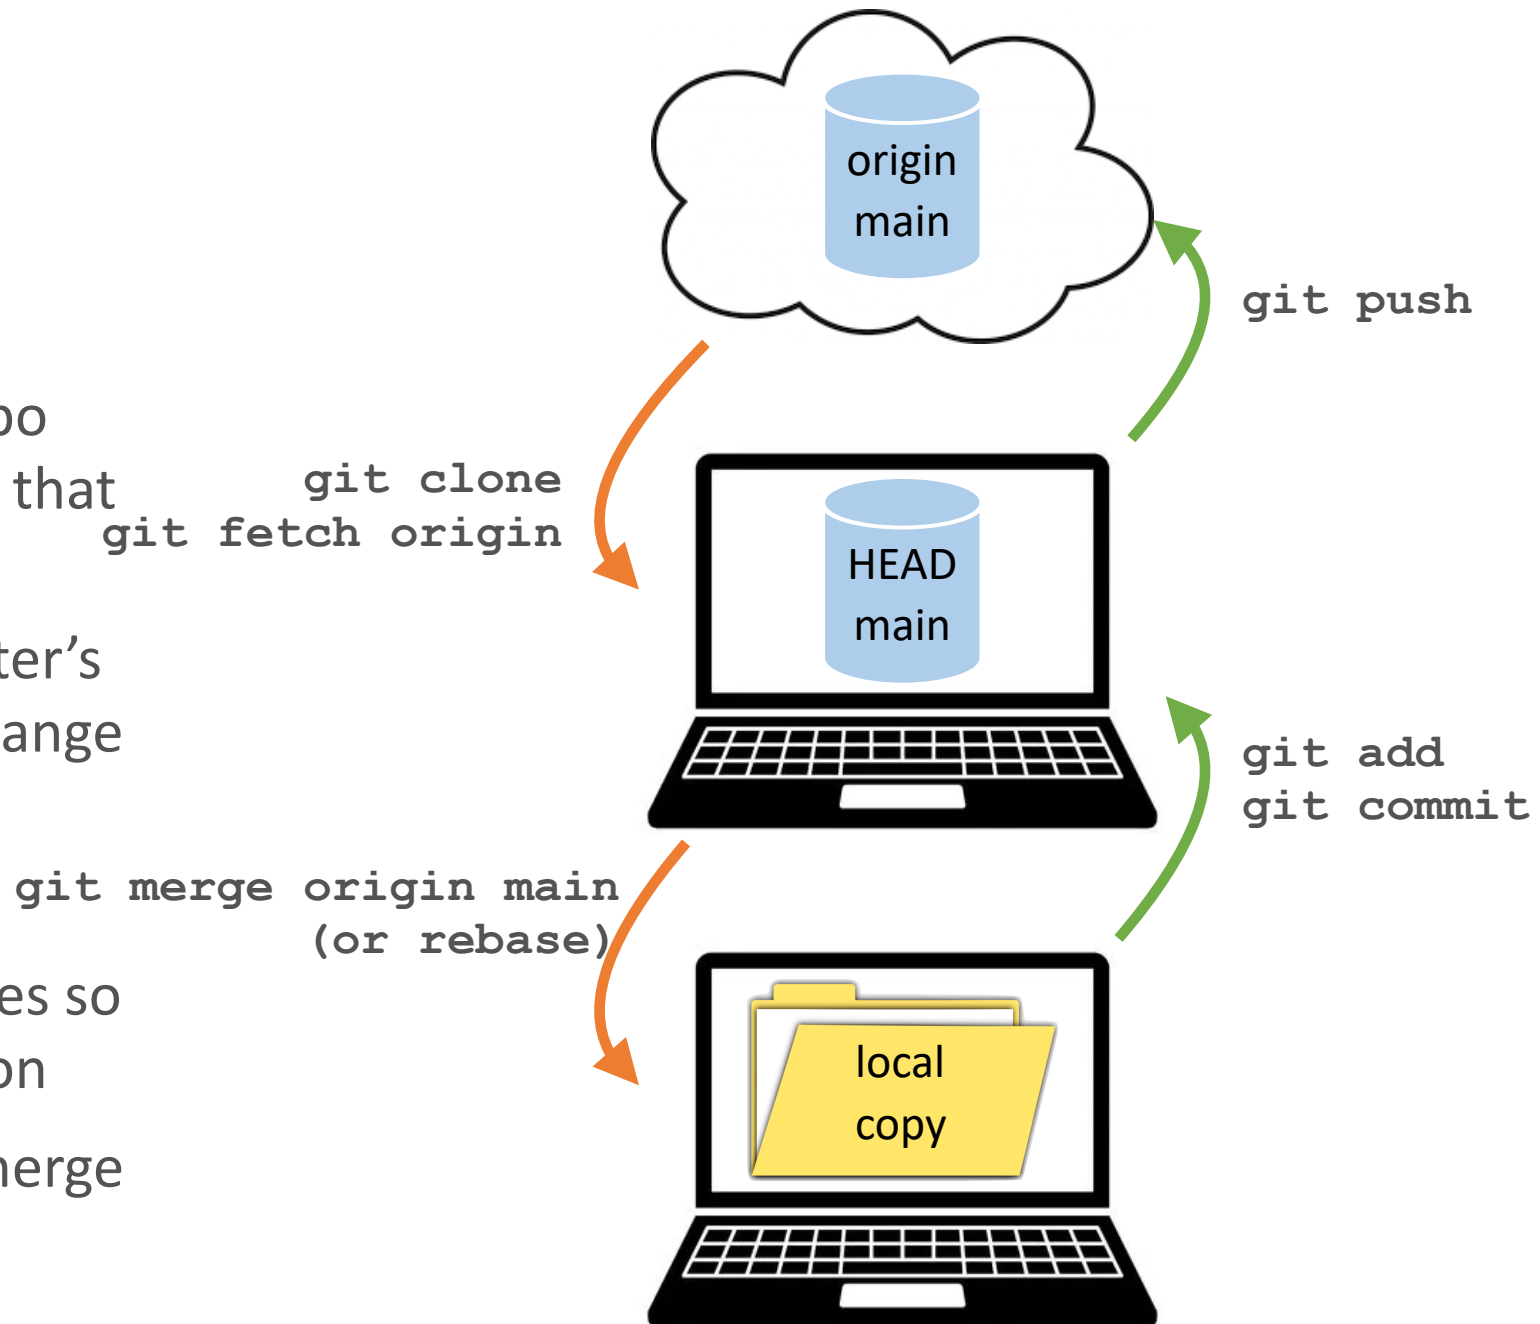 origin
main
git push
po
that
git clone
git fetch origin
HEAD
main
ter’s
ange
git add
git commit
git merge origin main
(or rebase)
es so
on
local
copy
nerge